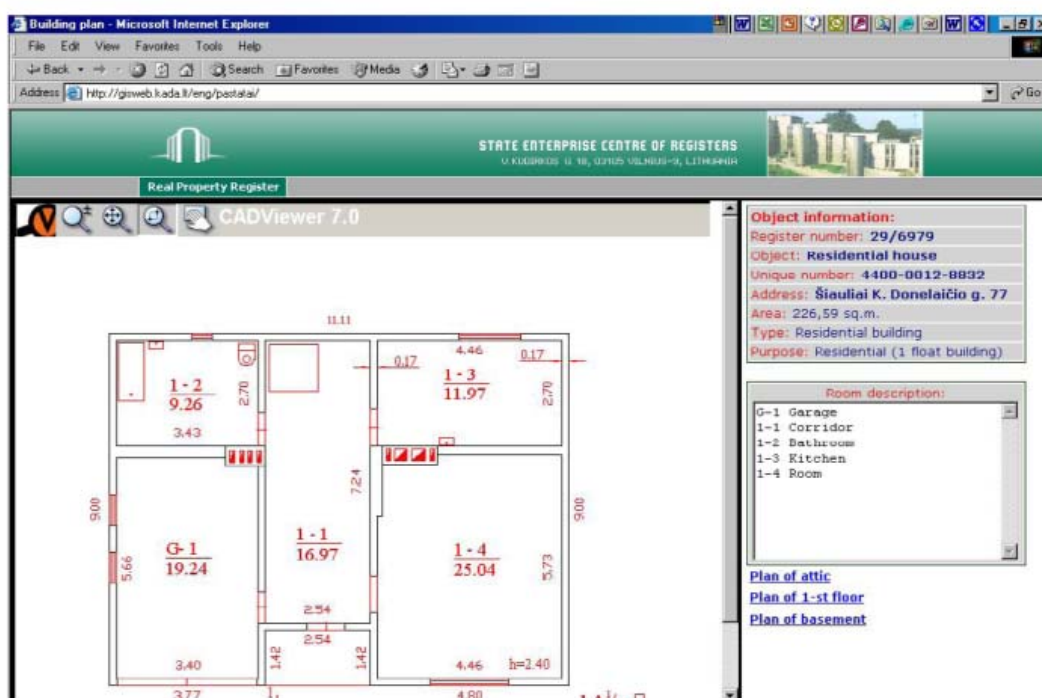 Building plan - Microsoft Internet Explorer
File Edit View Favorites Tools Help
Back Search Favorites Media
Address http://gisweb.kada.lt/eng/pastatai/ Go
STATE ENTERPRISE CENTRE OF REGISTERS
V. KUDIRKOS 18, 03105 VILNIUS-9, LITHUANIA
Real Property Register
CADViewer 7.0
11.11
4.46
0.17 0.17
1 - 2
9.26
2.70
3.43
1 - 3
11.97
2.70
7.24
9.00
9.00
G-1
19.24
5.66
1 - 1
16.97
1 - 4
25.04
5.73
2.54
2.54
1.42 1.42
3.40
4.46 h=2.40
3.77
4.80
Object information:
Register number: 29/6979
Object: Residential house
Unique number: 4400-0012-8832
Address: Šiauliai K. Donelaičio g. 77
Area: 226,59 sq.m.
Type: Residential building
Purpose: Residential (1 float building)
Room description:
G-1 Garage
1-1 Corridor
1-2 Bathroom
1-3 Kitchen
1-4 Room
Plan of attic
Plan of 1-st floor
Plan of basement